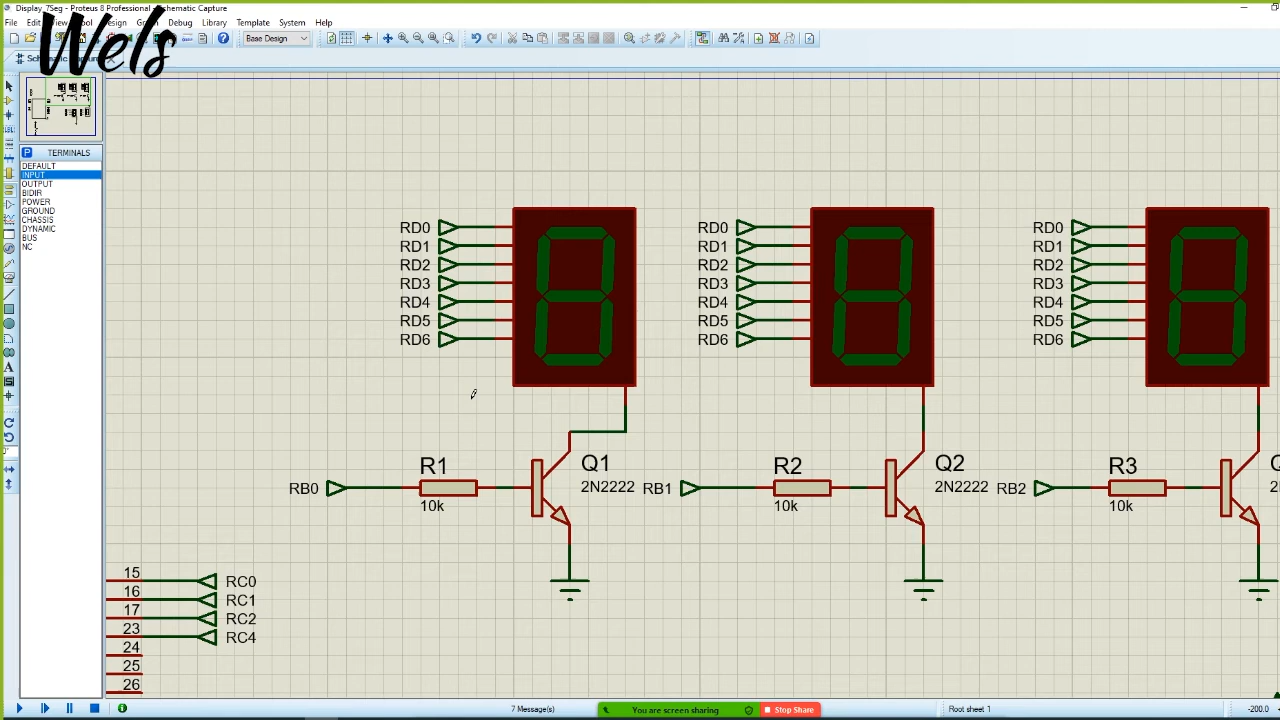 Display_7Seg - Proteus 8 Professional - Schematic Capture
File Edit Design Debug Library Template System Help
Wels
Base Design
TERMINALS
DEFAULT
INPUT
OUTPUT
BIDIR
POWER
GROUND
CHASSIS
DYNAMIC
BUS
NC
RD0 RD0 RD0
RD1 RD1 RD1
RD2 RD2 RD2
RD3 RD3 RD3
RD4 RD4 RD4
RD5 RD5 RD5
RD6 RD6 RD6
R1 Q1 R2 Q2 R3
RB0 10k 2N2222 RB1 10k 2N2222 RB2 10k
15 RC0
16 RC1
17 RC2
23 RC4
24
25
26
7 Message(s) You are screen sharing Stop Share Root sheet 1 -200.0